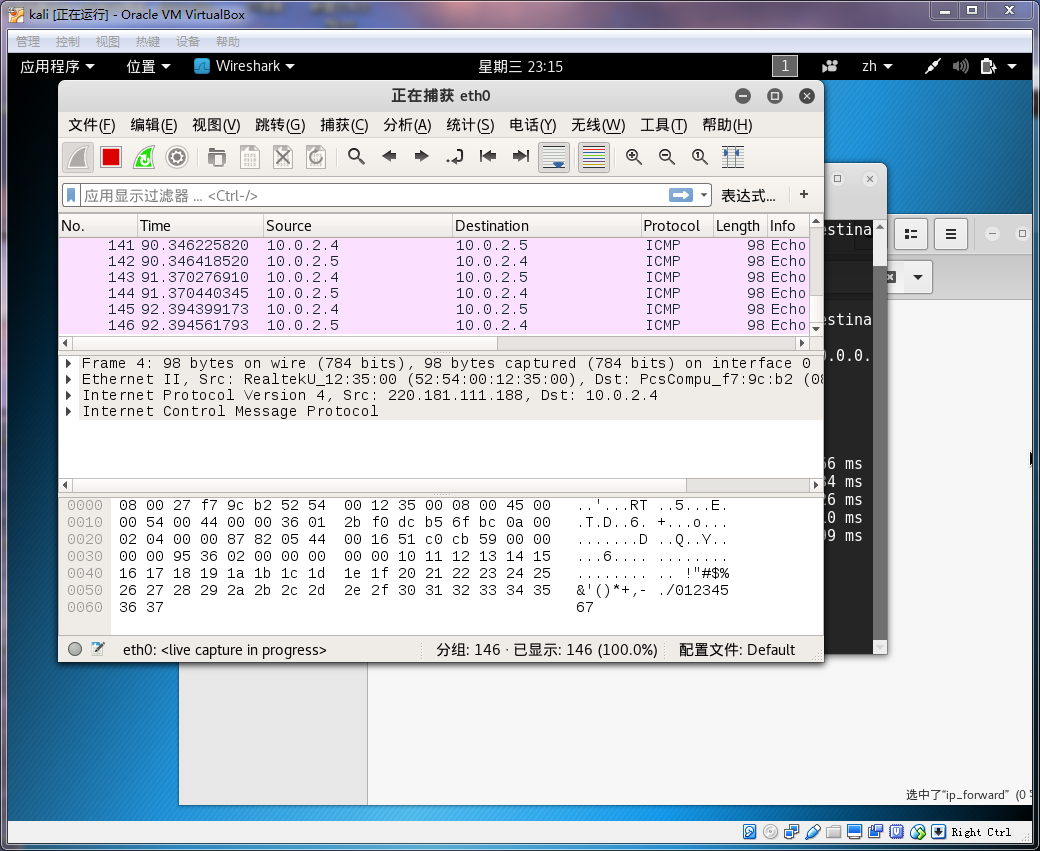 kali [正在运行] - Oracle VM VirtualBox
管理 控制 视图 热键 设备 帮助
应用程序 位置 Wireshark 星期三 23:15 1 zh
正在捕获 eth0
文件(F) 编辑(E) 视图(V) 跳转(G) 捕获(C) 分析(A) 统计(S) 电话(Y) 无线(W) 工具(T) 帮助(H)
应用显示过滤器 ... <Ctrl-/> 表达式... +
No. Time Source Destination Protocol Length Info
141 90.346225820 10.0.2.4 10.0.2.5 ICMP 98 Echo
142 90.346418520 10.0.2.5 10.0.2.4 ICMP 98 Echo
143 91.370276910 10.0.2.4 10.0.2.5 ICMP 98 Echo
144 91.370440345 10.0.2.5 10.0.2.4 ICMP 98 Echo
145 92.394399173 10.0.2.4 10.0.2.5 ICMP 98 Echo
146 92.394561793 10.0.2.5 10.0.2.4 ICMP 98 Echo
Frame 4: 98 bytes on wire (784 bits), 98 bytes captured (784 bits) on interface 0
Ethernet II, Src: RealtekU_12:35:00 (52:54:00:12:35:00), Dst: PcsCompu_f7:9c:b2 (08
Internet Protocol Version 4, Src: 220.181.111.188, Dst: 10.0.2.4
Internet Control Message Protocol
0000 08 00 27 f7 9c b2 52 54 00 12 35 00 08 00 45 00 ..'...RT ..5...E.
0010 00 54 00 44 00 00 36 01 2b f0 dc b5 6f bc 0a 00 .T.D..6. +...o...
0020 02 04 00 00 87 82 05 44 00 16 51 c0 cb 59 00 00 .......D ..Q..Y..
0030 00 00 95 36 02 00 00 00 00 00 10 11 12 13 14 15 ...6.... ........
0040 16 17 18 19 1a 1b 1c 1d 1e 1f 20 21 22 23 24 25 ........ .. !"#$%
0050 26 27 28 29 2a 2b 2c 2d 2e 2f 30 31 32 33 34 35 &'()*+,- ./012345
0060 36 37 67
eth0: <live capture in progress> 分组: 146 · 已显示: 146 (100.0%) 配置文件: Default
estina
estina
0.0.0.
66 ms
ms
26 ms
ms
ms
选中了“ip_forward” (0
Right Ctrl